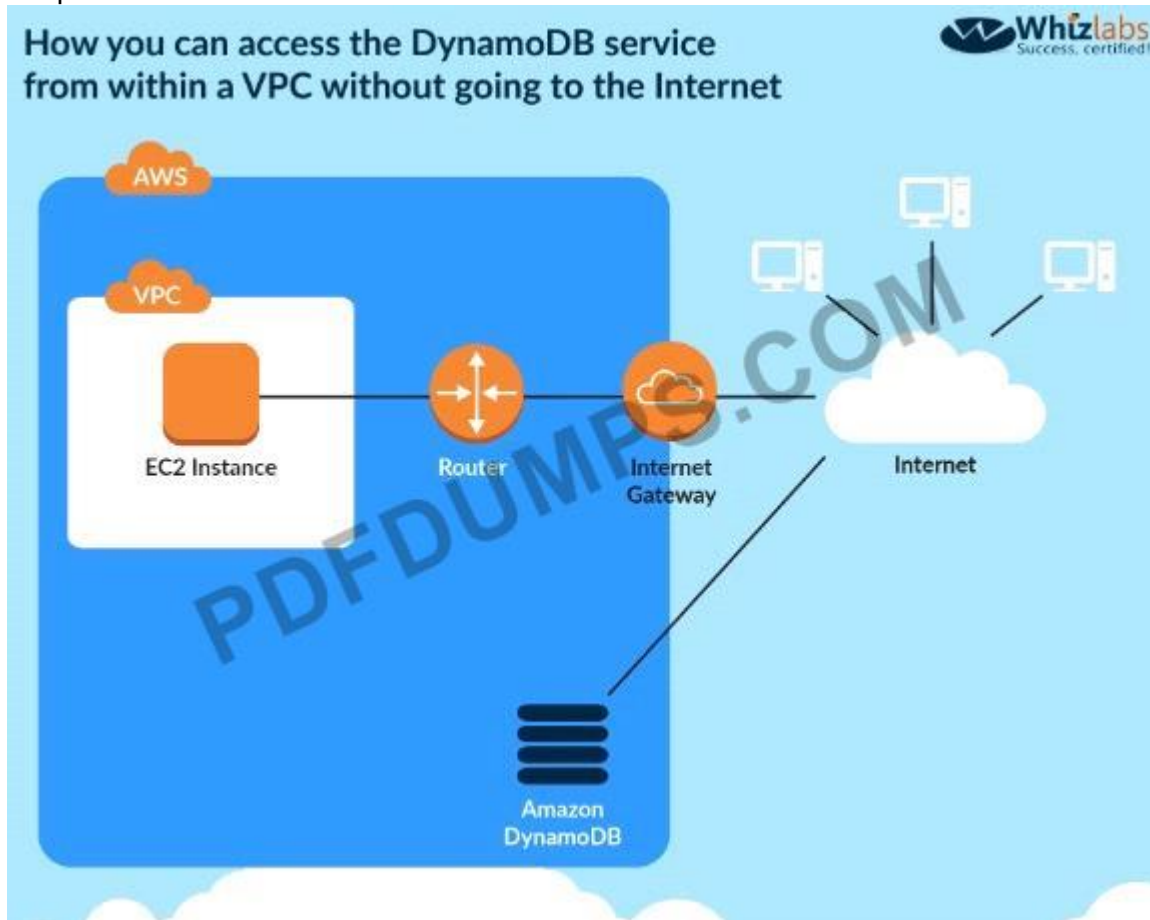 How you can access the DynamoDB service
from within a VPC without going to the Internet
Whizlabs
Success. certified!
AWS
VPC
EC2 Instance
Router
Internet
Gateway
Internet
Amazon
DynamoDB
PDFDUMPS.COM